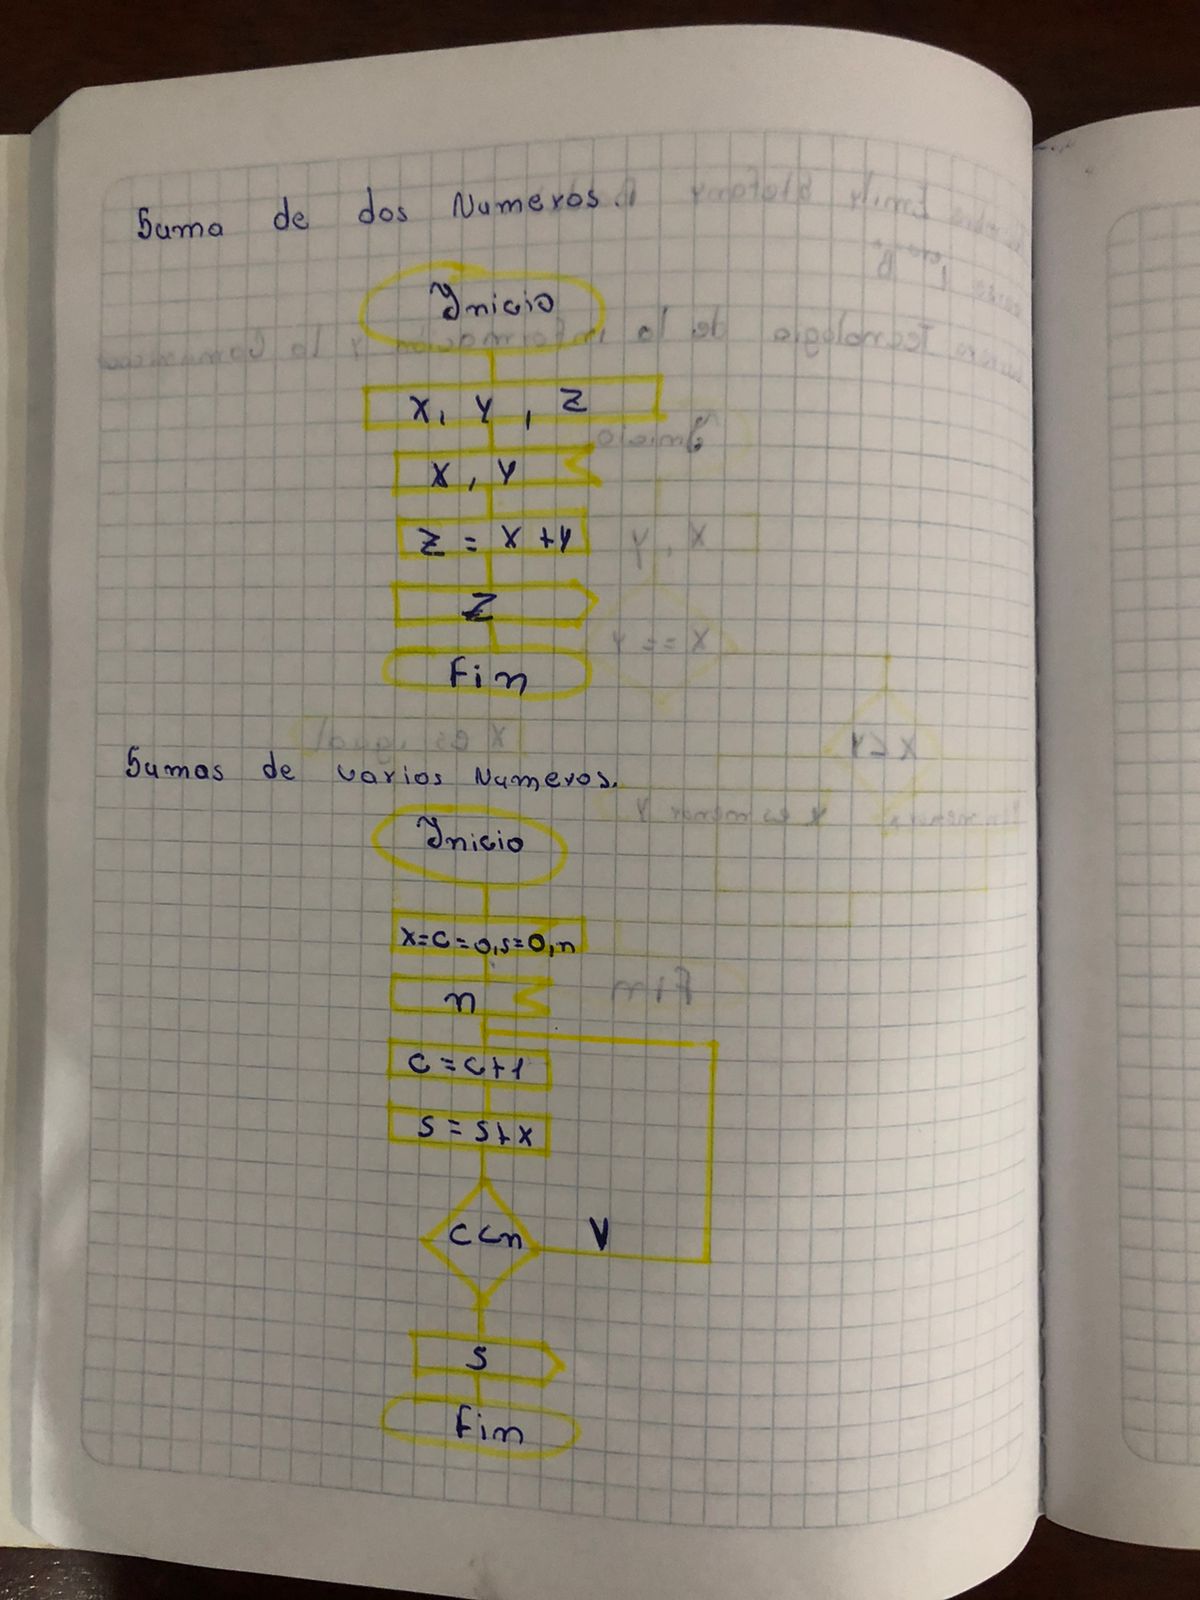 Suma de dos Numeros.
Inicio
X, Y, Z
X, Y
Z = X + Y
Z
Fin
Sumas de varios Numeros.
Inicio
X=C=0,S=0,n
n
C=C+1
S=S+X
C<n V
S
Fin